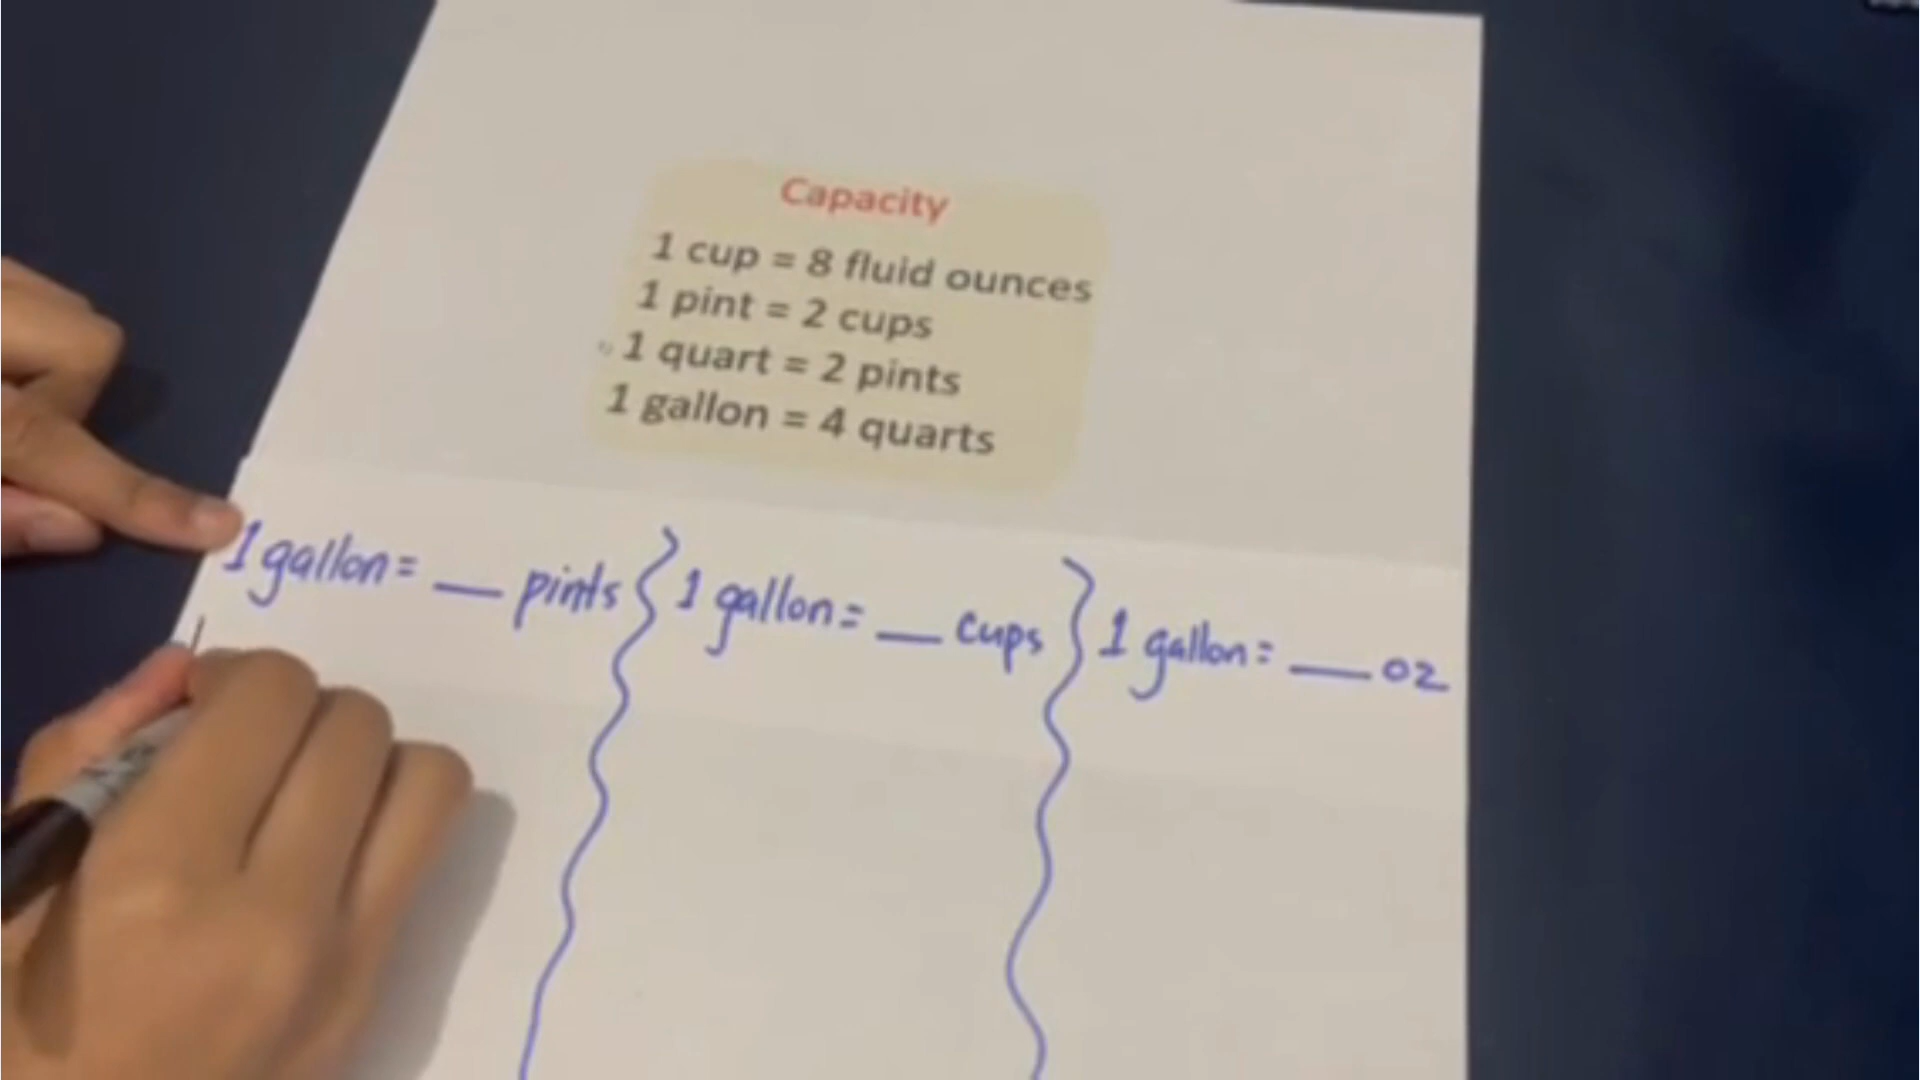 Capacity
1 cup = 8 fluid ounces
1 pint = 2 cups
1 quart = 2 pints
1 gallon = 4 quarts
1 gallon = __ pints
1 gallon = __ cups
1 gallon = __ oz